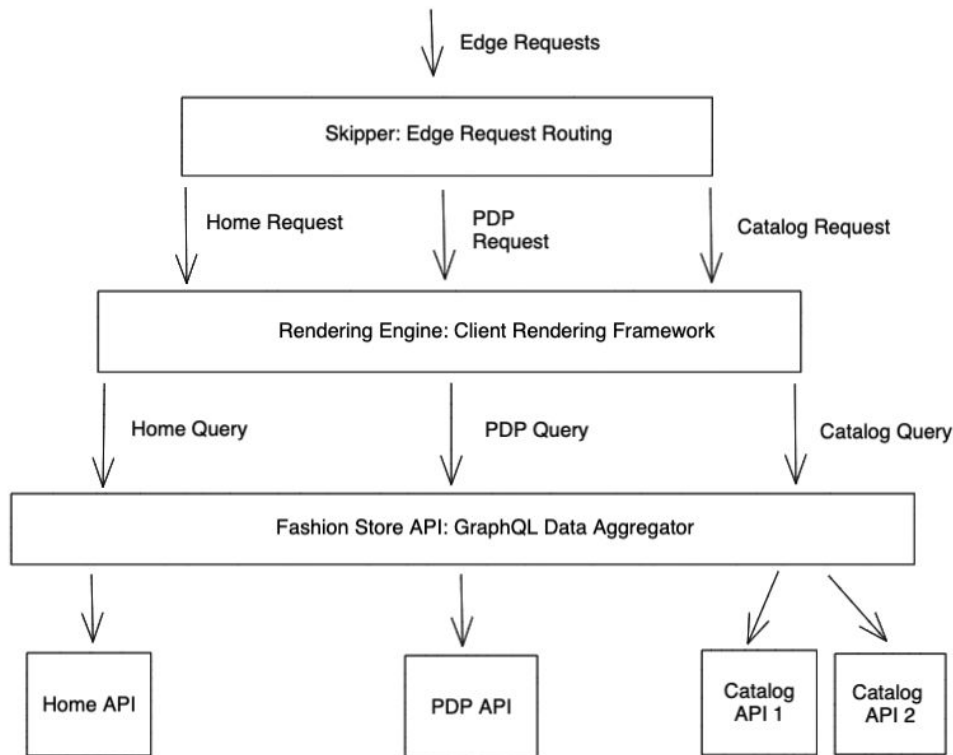 Edge Requests
Skipper: Edge Request Routing
Home Request
PDP
Request
Catalog Request
Rendering Engine: Client Rendering Framework
Home Query
PDP Query
Catalog Query
Fashion Store API: GraphQL Data Aggregator
Home API
PDP API
Catalog
API 1
Catalog
API 2